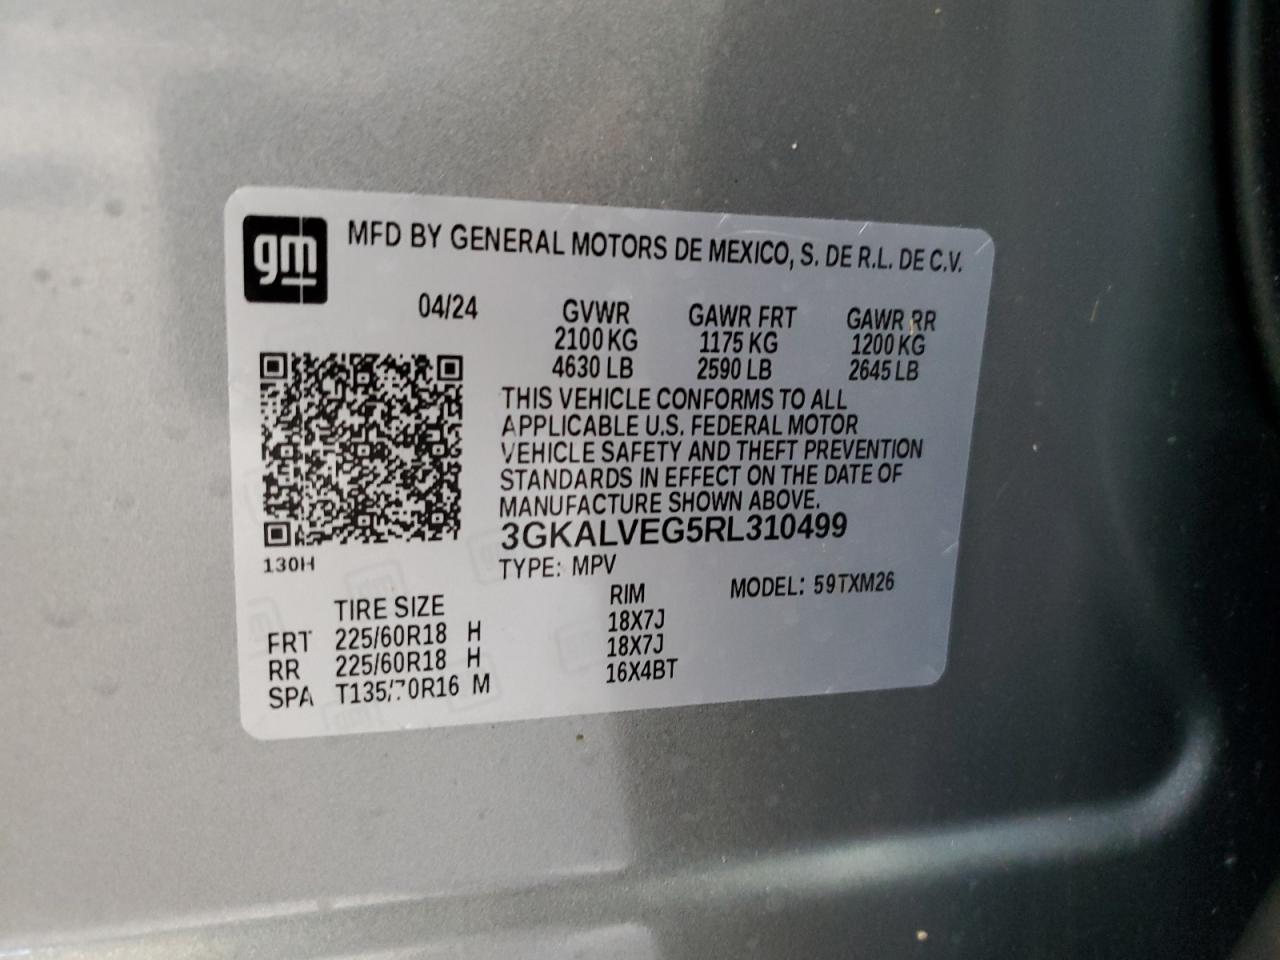 gm
MFD BY GENERAL MOTORS DE MEXICO, S. DE R.L. DE C.V.
04/24 GVWR GAWR FRT GAWR RR
2100 KG 1175 KG 1200 KG
4630 LB 2590 LB 2645 LB
THIS VEHICLE CONFORMS TO ALL
APPLICABLE U.S. FEDERAL MOTOR
VEHICLE SAFETY AND THEFT PREVENTION
STANDARDS IN EFFECT ON THE DATE OF
MANUFACTURE SHOWN ABOVE.
3GKALVEG5RL310499
130H
TYPE: MPV MODEL: 59TXM26
TIRE SIZE RIM
FRT 225/60R18 H 18X7J
RR 225/60R18 H 18X7J
SPA T135/70R16 M 16X4BT